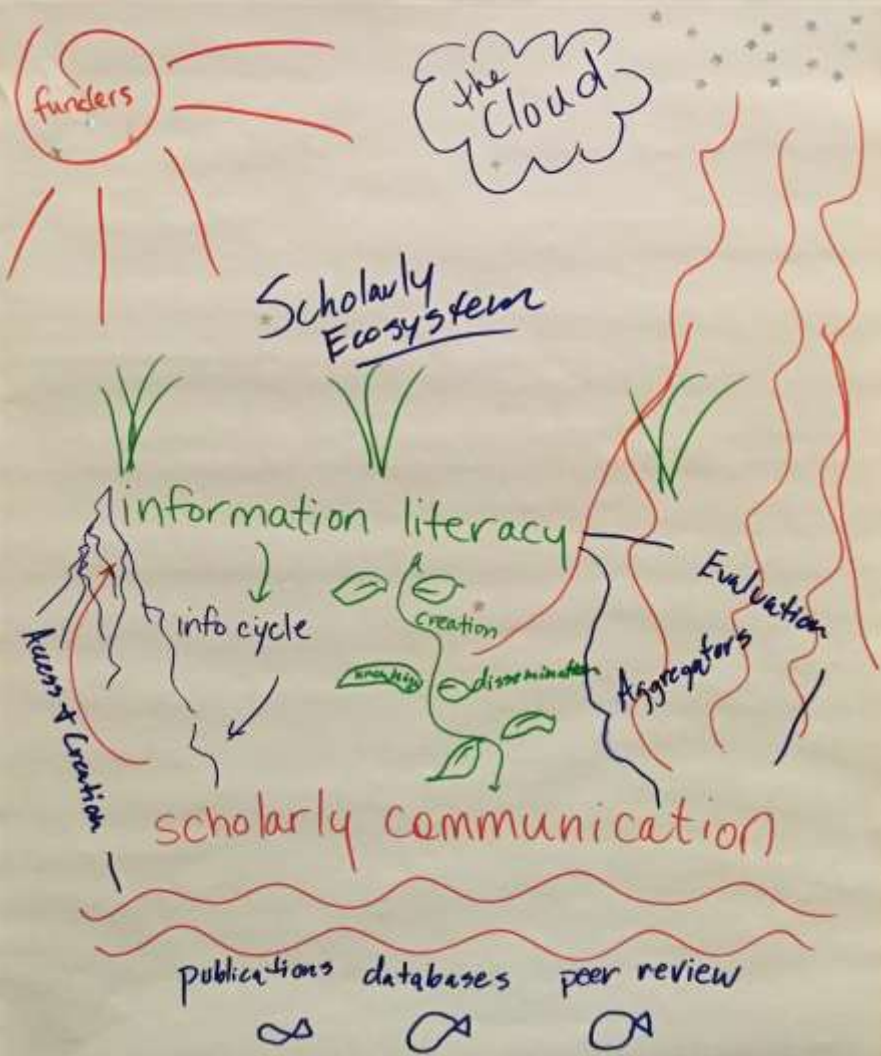 funders
the
Cloud
Scholarly
Ecosystem
information literacy
info cycle
creation
dissemination
Evaluation
Aggregators
Access + Creation
scholarly communication
publications databases peer review